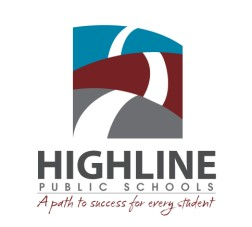 HIGHLINE
PUBLIC SCHOOLS
A path to success for every student